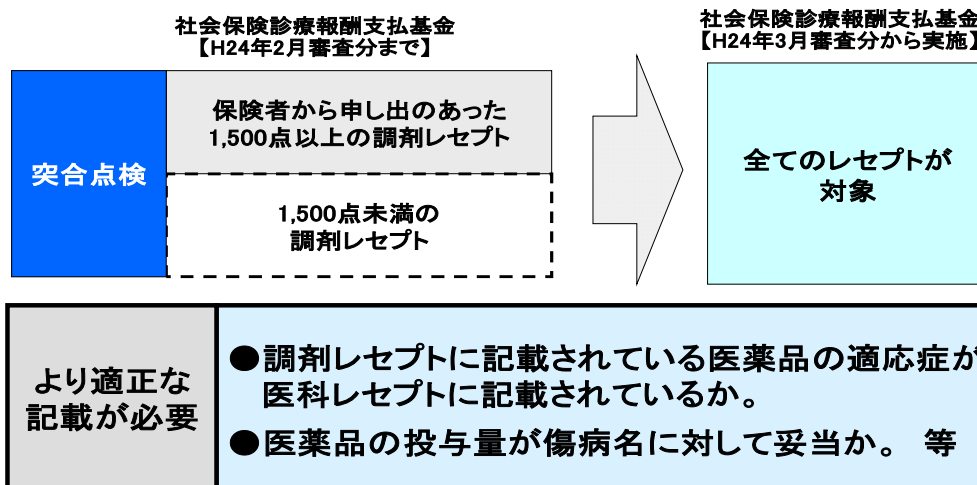 社会保険診療報酬支払基金
【H24年2月審査分まで】
社会保険診療報酬支払基金
【H24年3月審査分から実施】
突合点検
保険者から申し出のあった
1,500点以上の調剤レセプト
1,500点未満の
調剤レセプト
全てのレセプトが
対象
より適正な
記載が必要
●調剤レセプトに記載されている医薬品の適応症が
医科レセプトに記載されているか。
●医薬品の投与量が傷病名に対して妥当か。 等